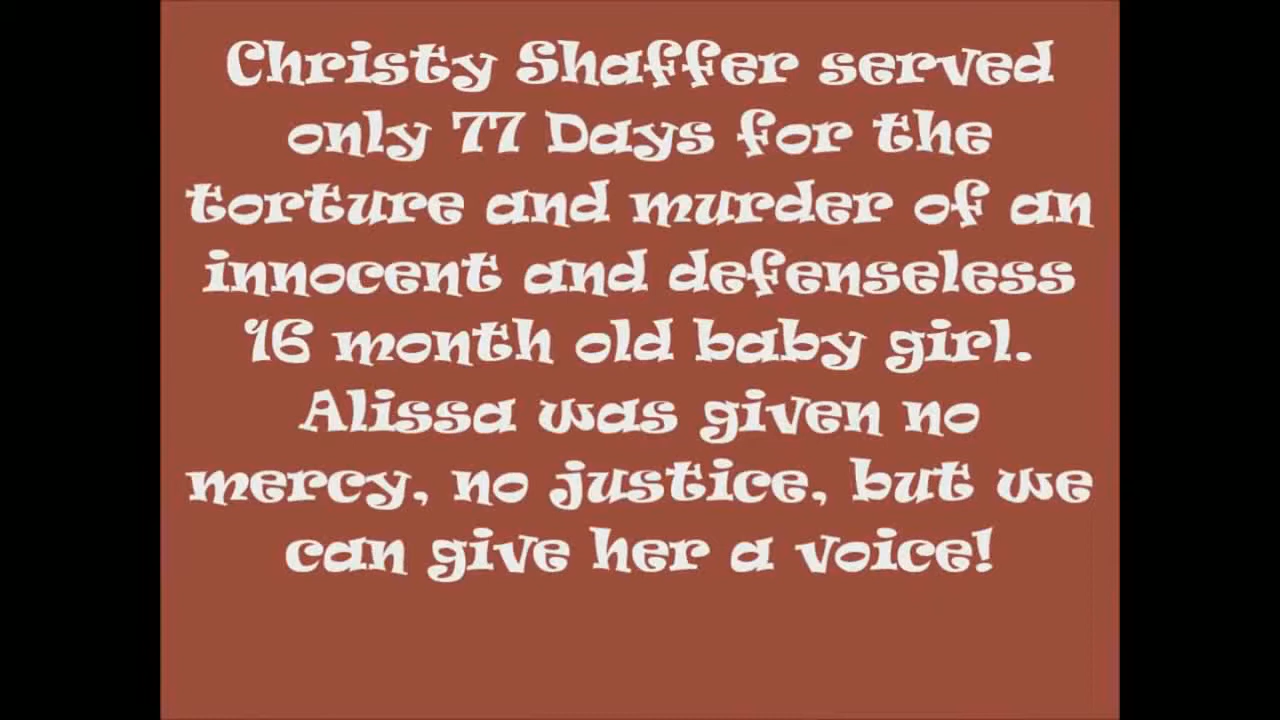 Christy Shaffer served
only 77 Days for the
torture and murder of an
innocent and defenseless
16 month old baby girl.
Alissa was given no
mercy, no justice, but we
can give her a voice!